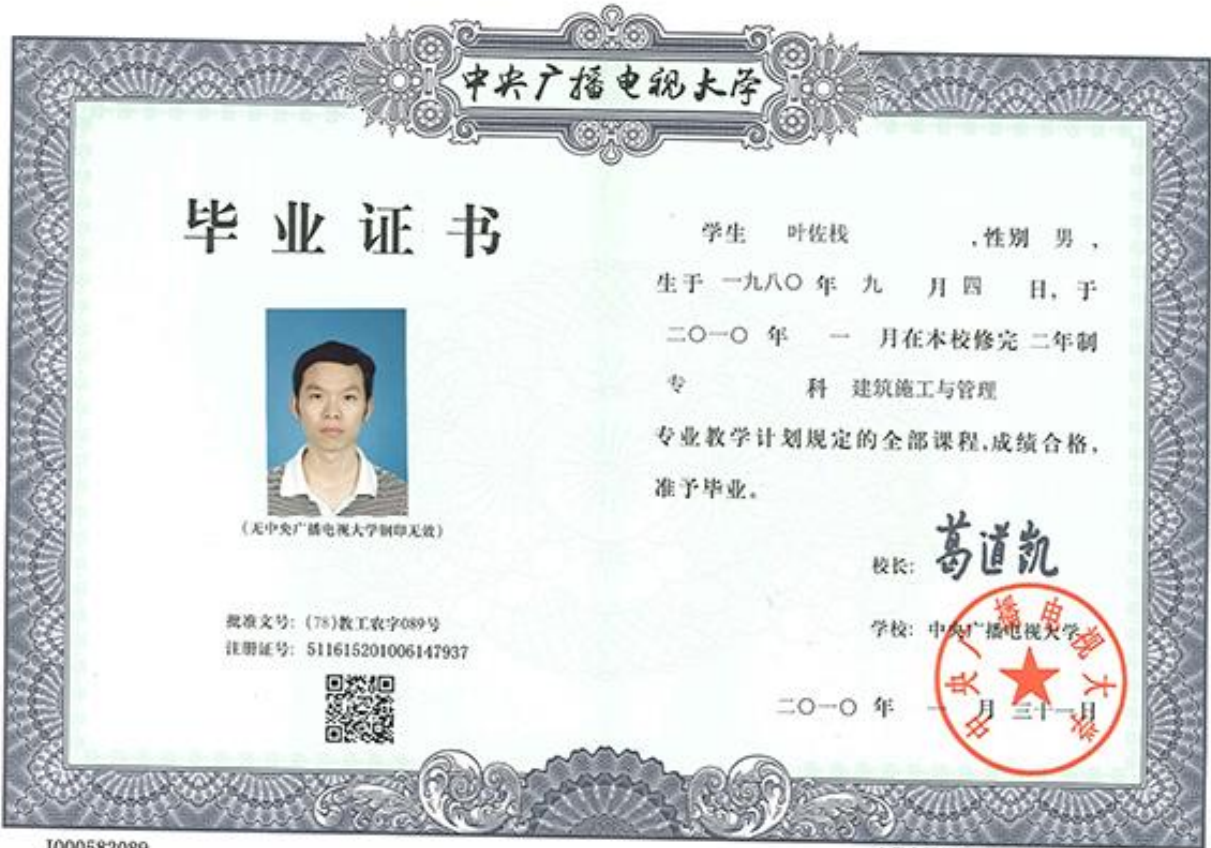 中央广播电视大学
毕业证书
(无中央广播电视大学钢印无效)
批准文号: (78)教工农字089号
注册证号: 511615201006147937
学生 叶佐栈 ,性别 男 ,
生于 一九八〇 年 九 月 四 日, 于
二〇一〇 年 一 月在本校修完 二年制
专 科 建筑施工与管理
专业教学计划规定的全部课程,成绩合格,
准予毕业。
校长: 葛道凯
学校: 中央广播电视大学
二〇一〇 年 一 月 三十一日
中央广播电视大学
J000582089